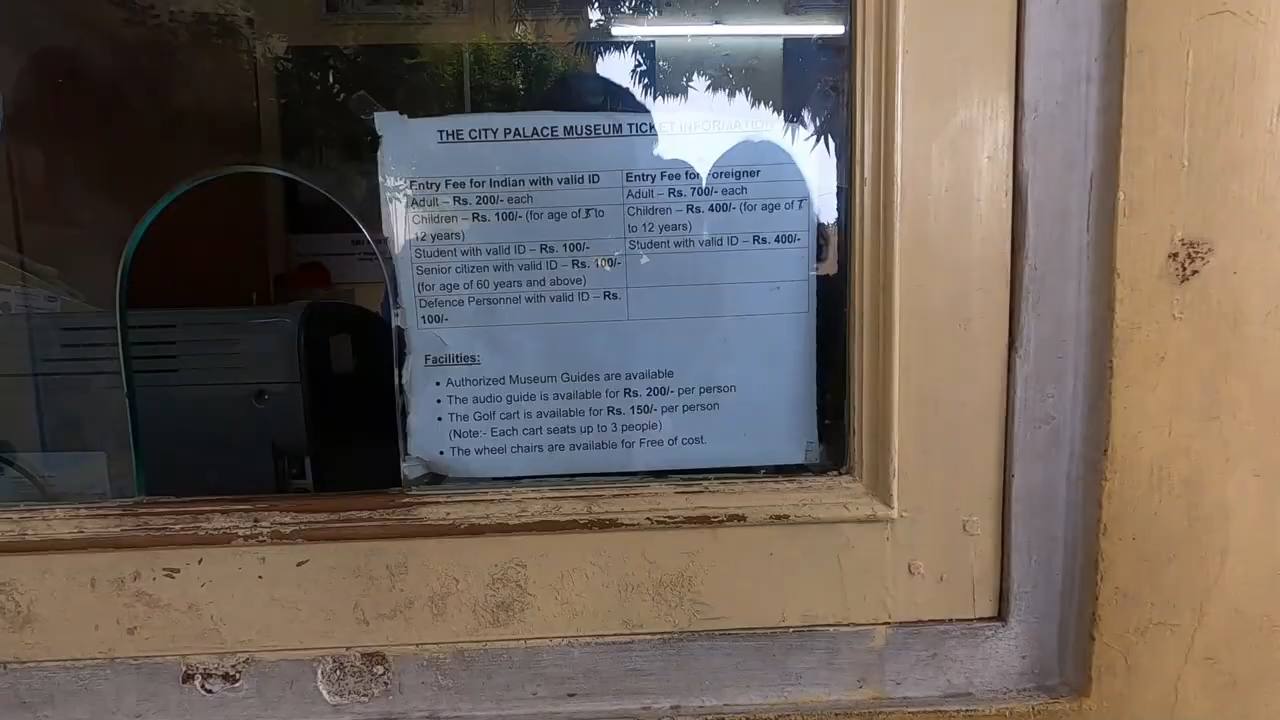 THE CITY PALACE MUSEUM TICKET INFORMATION
Entry Fee for Indian with valid ID
Adult – Rs. 200/- each
Children – Rs. 100/- (for age of 5 to
12 years)
Student with valid ID – Rs. 100/-
Senior citizen with valid ID – Rs. 100/-
(for age of 60 years and above)
Defence Personnel with valid ID – Rs.
100/-
Entry Fee for Foreigner
Adult – Rs. 700/- each
Children – Rs. 400/- (for age of 5
to 12 years)
Student with valid ID – Rs. 400/-
Facilities:
• Authorized Museum Guides are available
• The audio guide is available for Rs. 200/- per person
• The Golf cart is available for Rs. 150/- per person
(Note:- Each cart seats up to 3 people)
• The wheel chairs are available for Free of cost.